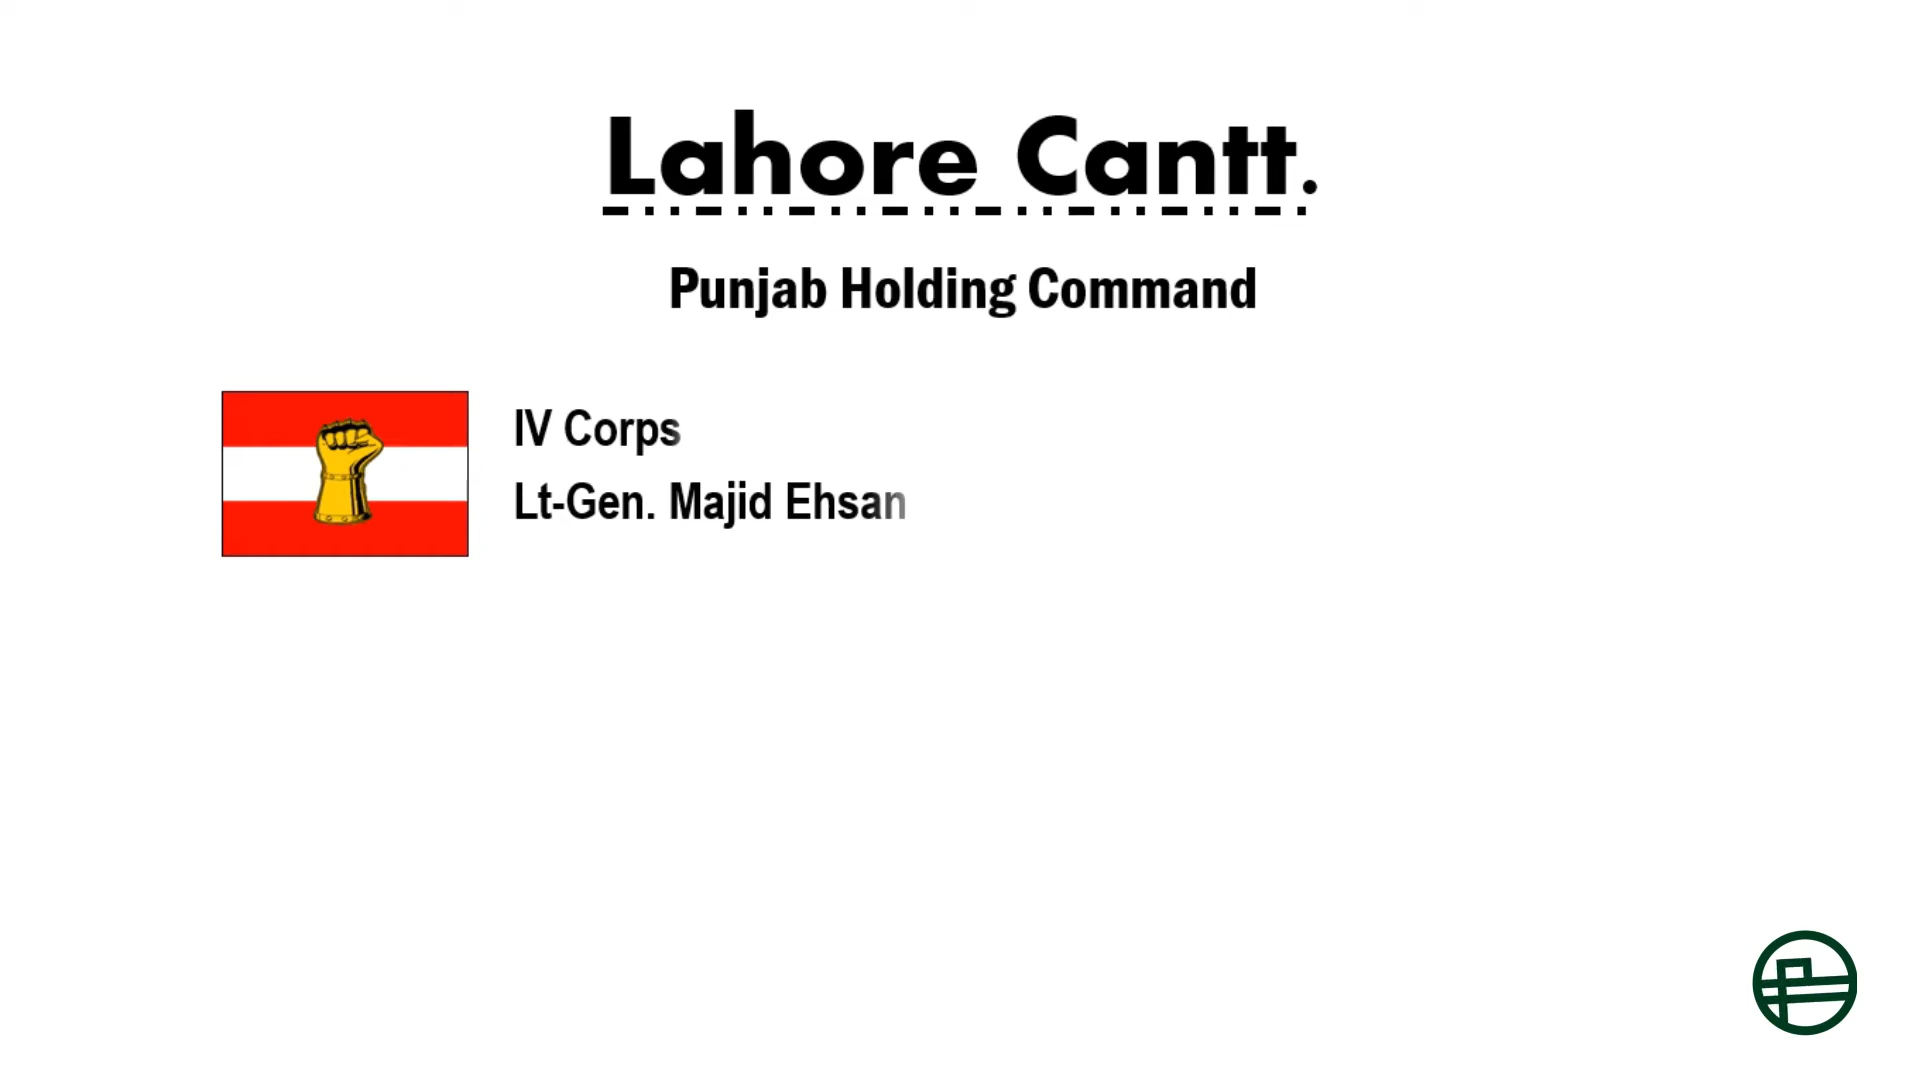 Lahore Cantt.
Punjab Holding Command
IV Corps
Lt-Gen. Majid Ehsan